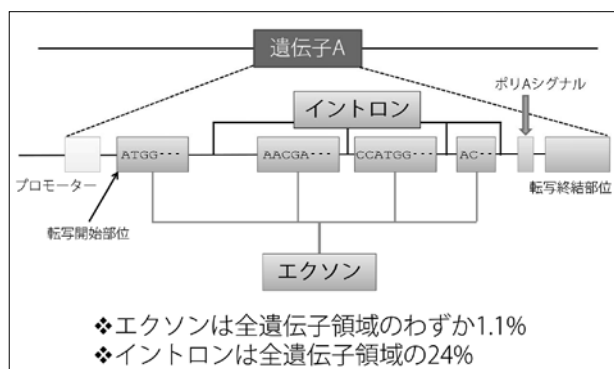 遺伝子A
ポリAシグナル
イントロン
ATGG・・・
AACGA・・・
CCATGG・・・
AC・・・
プロモーター
転写終結部位
転写開始部位
エクソン
❖エクソンは全遺伝子領域のわずか1.1%
❖イントロンは全遺伝子領域の24%